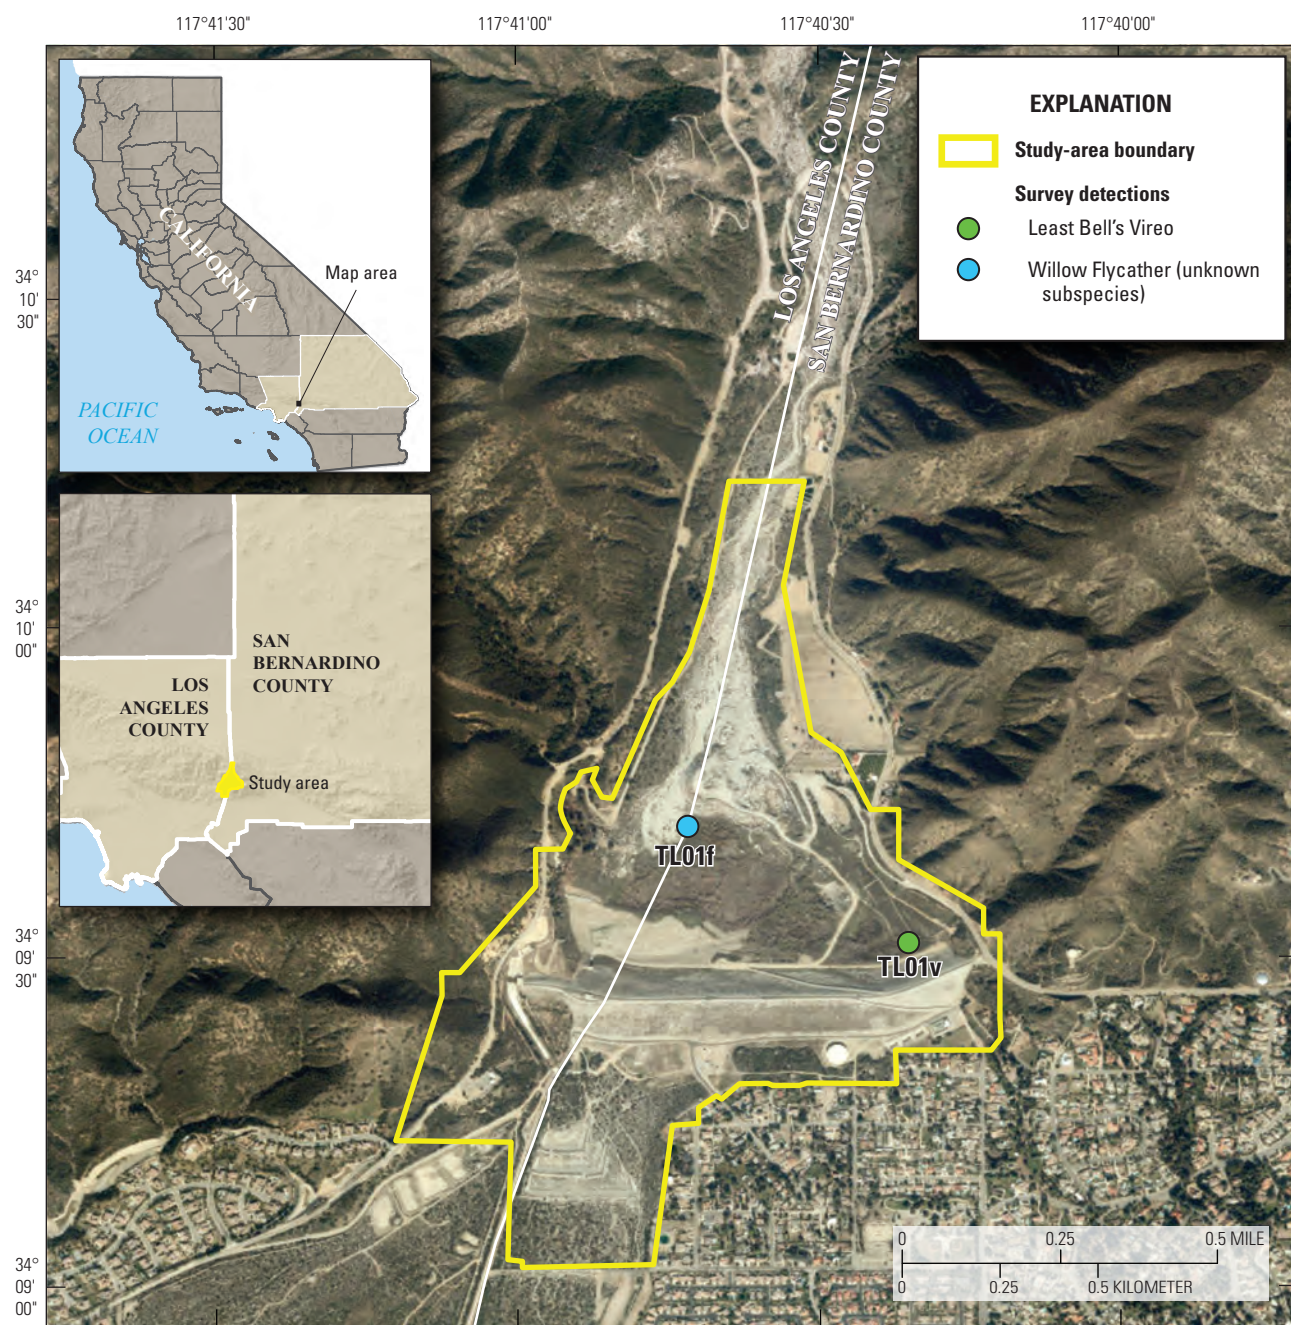 117°41'30"
117°41'00"
117°40'30"
117°40'00"
34°
10'
30"
34°
10'
00"
34°
09'
30"
34°
09'
00"
CALIFORNIA
Map area
PACIFIC
OCEAN
SAN
BERNARDINO
COUNTY
LOS
ANGELES
COUNTY
Study area
LOS ANGELES COUNTY
SAN BERNARDINO COUNTY
EXPLANATION
Study-area boundary
Survey detections
Least Bell's Vireo
Willow Flycather (unknown
subspecies)
TL01f
TL01v
0 0.25 0.5 MILE
0 0.25 0.5 KILOMETER